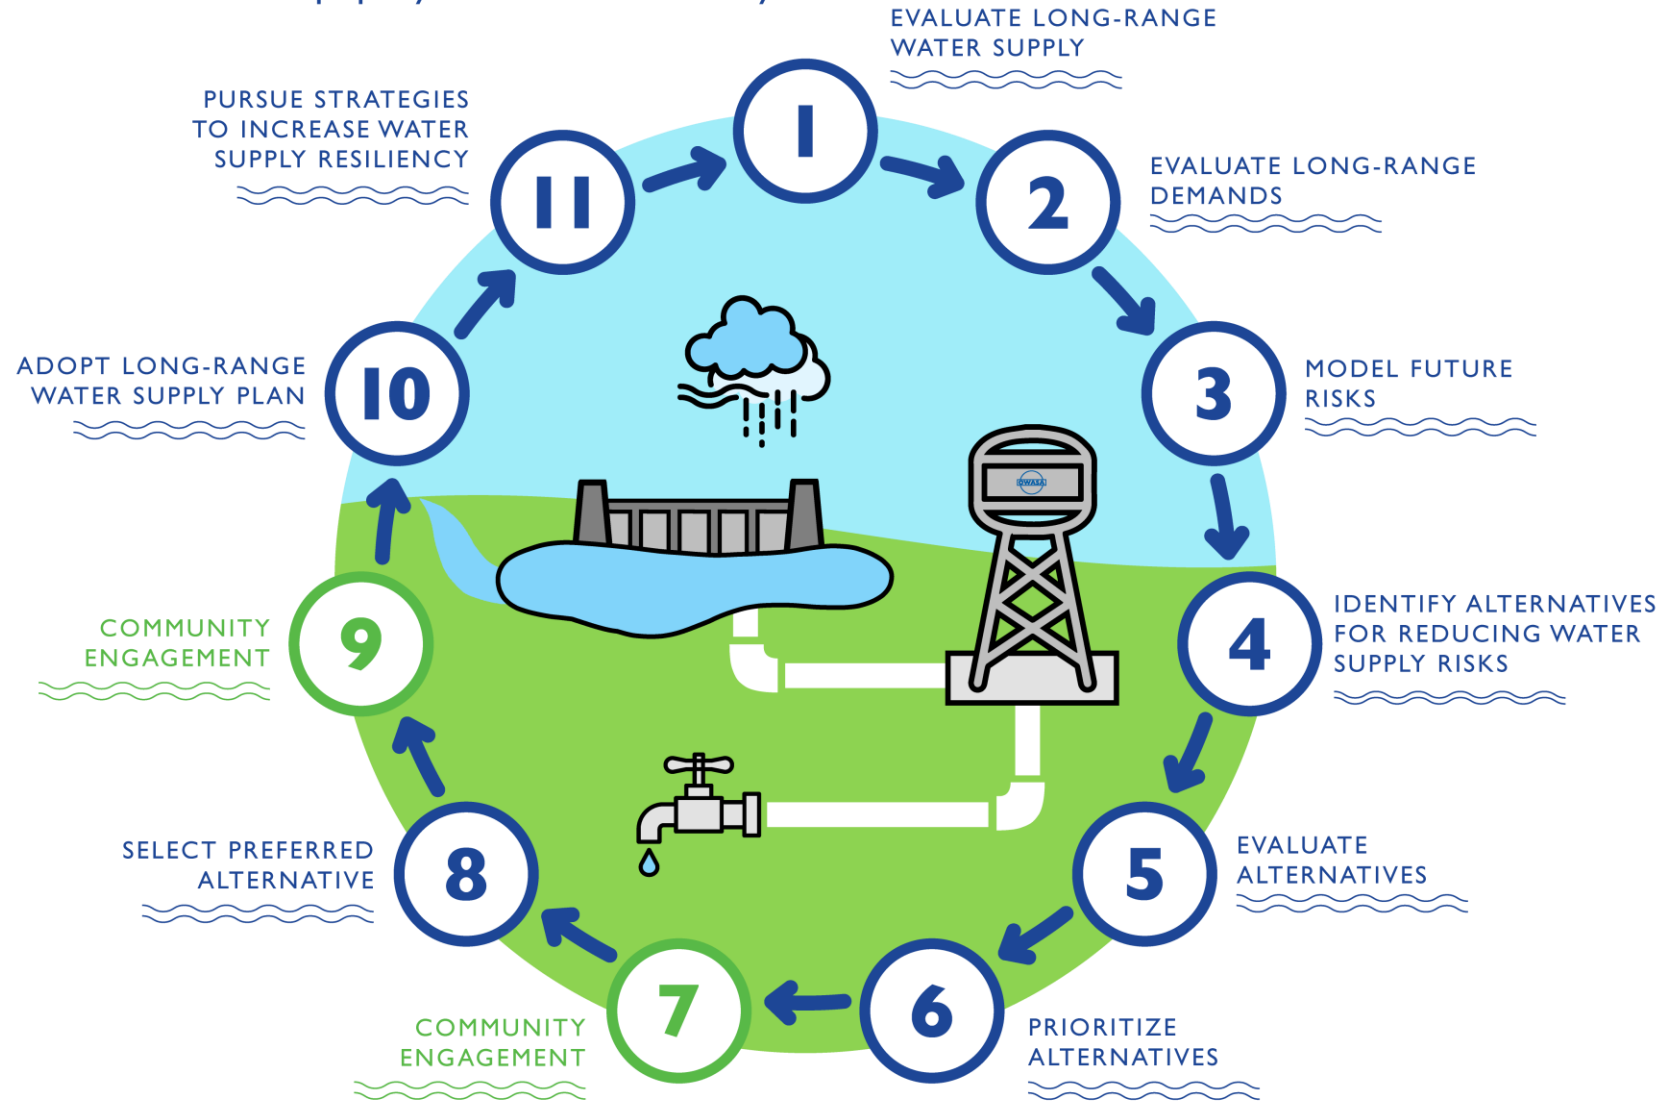 1
EVALUATE LONG-RANGE
WATER SUPPLY
2
EVALUATE LONG-RANGE
DEMANDS
3
MODEL FUTURE
RISKS
4
IDENTIFY ALTERNATIVES
FOR REDUCING WATER
SUPPLY RISKS
5
EVALUATE
ALTERNATIVES
6
PRIORITIZE
ALTERNATIVES
7
COMMUNITY
ENGAGEMENT
8
SELECT PREFERRED
ALTERNATIVE
9
COMMUNITY
ENGAGEMENT
10
ADOPT LONG-RANGE
WATER SUPPLY PLAN
11
PURSUE STRATEGIES
TO INCREASE WATER
SUPPLY RESILIENCY
OWASA